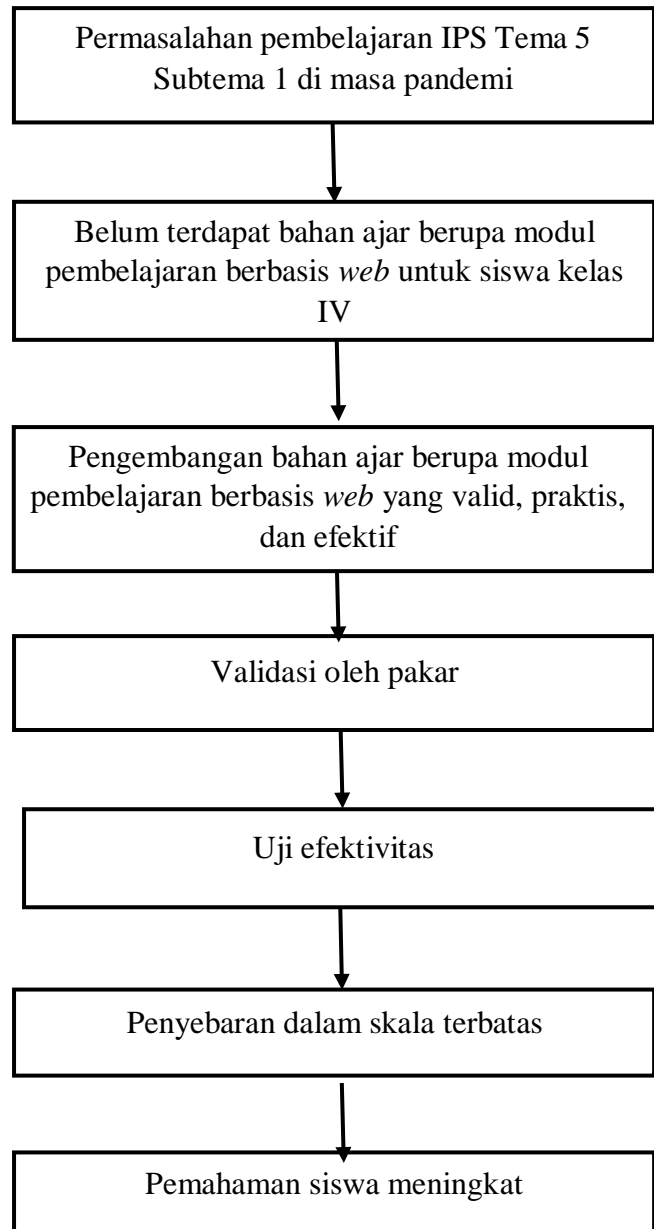 Permasalahan pembelajaran IPS Tema 5
Subtema 1 di masa pandemi
Belum terdapat bahan ajar berupa modul
pembelajaran berbasis web untuk siswa kelas
IV
Pengembangan bahan ajar berupa modul
pembelajaran berbasis web yang valid, praktis,
dan efektif
Validasi oleh pakar
Uji efektivitas
Penyebaran dalam skala terbatas
Pemahaman siswa meningkat